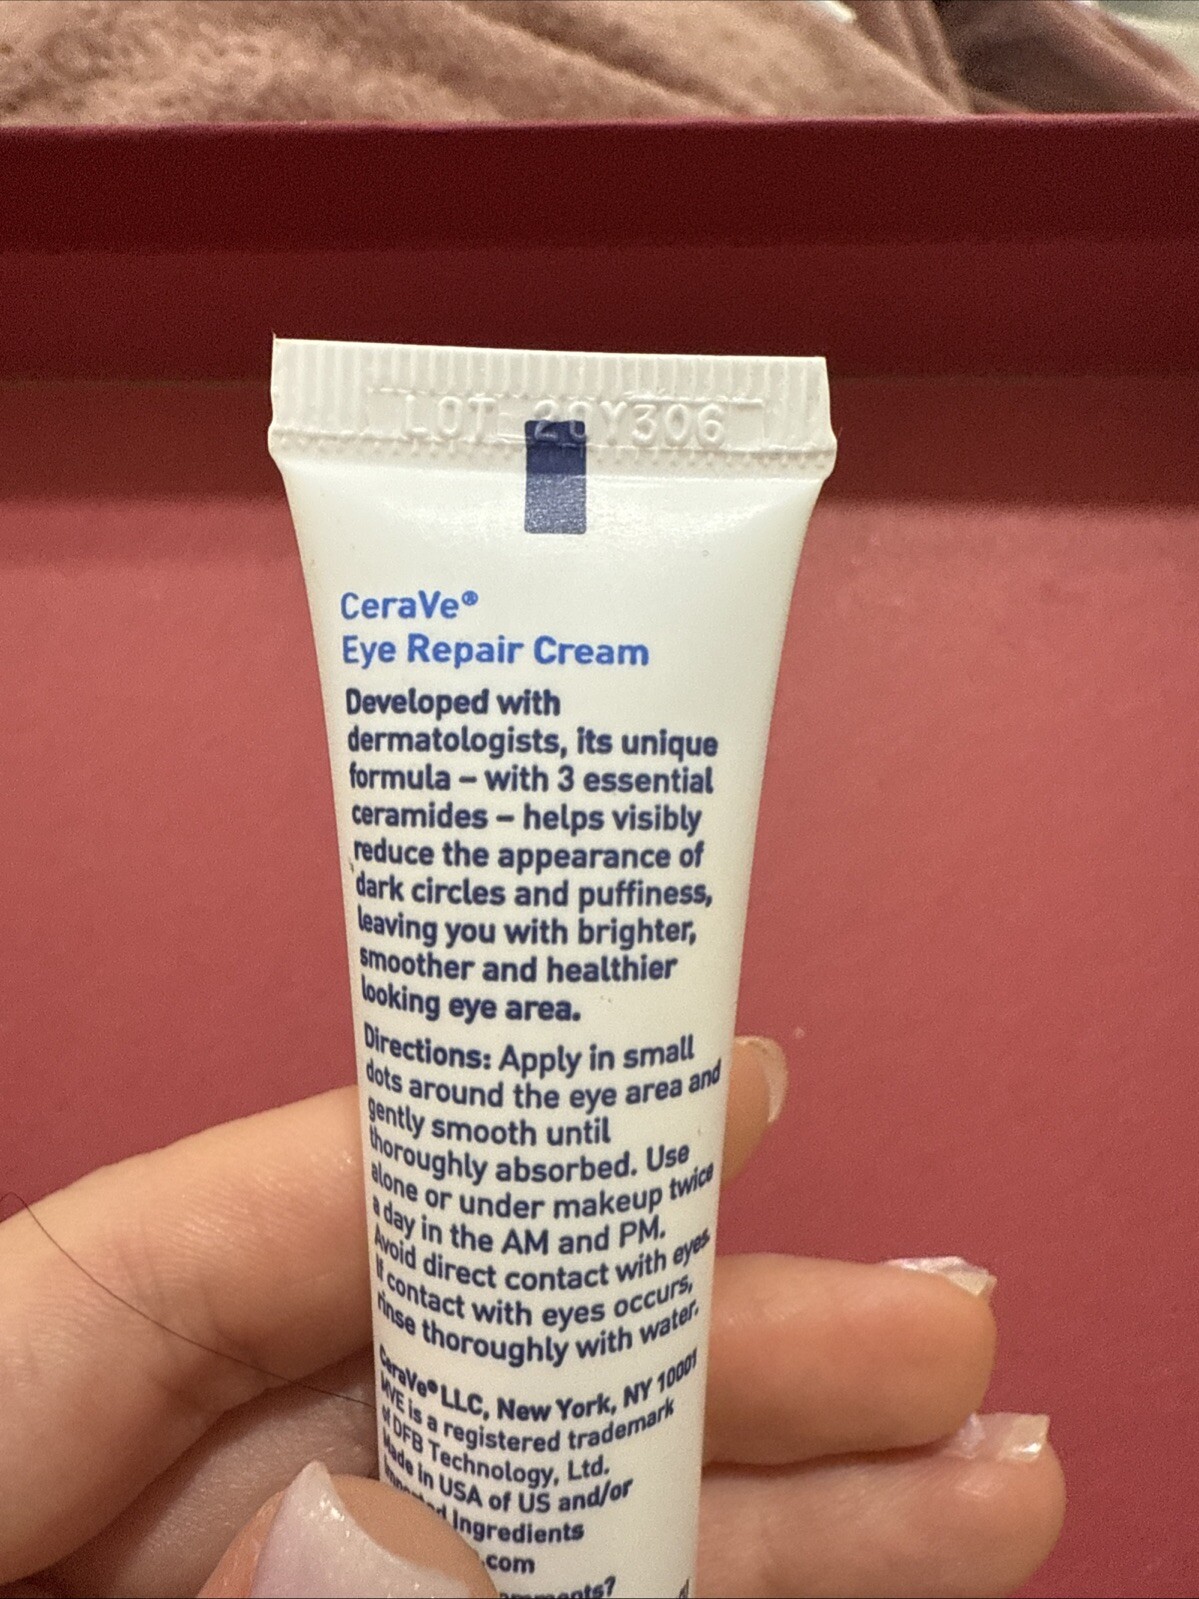 LOT 20Y306
CeraVe®
Eye Repair Cream
Developed with
dermatologists, its unique
formula – with 3 essential
ceramides – helps visibly
reduce the appearance of
dark circles and puffiness,
leaving you with brighter,
smoother and healthier
looking eye area.
Directions: Apply in small
dots around the eye area and
gently smooth until
thoroughly absorbed. Use
alone or under makeup twice
a day in the AM and PM.
Avoid direct contact with eyes.
If contact with eyes occurs,
rinse thoroughly with water.
CeraVe® LLC, New York, NY 10001
MVE is a registered trademark
of DFB Technology, Ltd.
Made in USA of US and/or
Imported Ingredients
.com